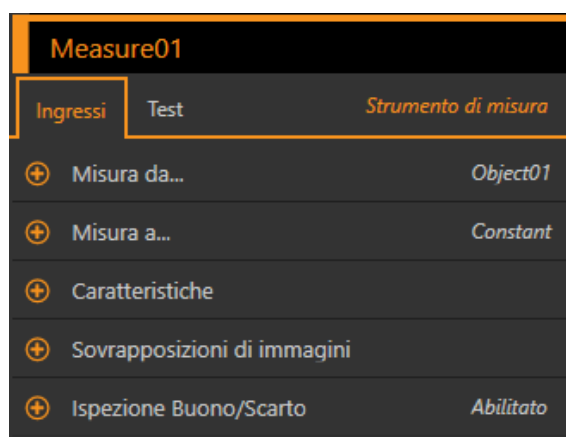 Measure01
Ingressi Test Strumento di misura
Misura da... Object01
Misura a... Constant
Caratteristiche
Sovrapposizioni di immagini
Ispezione Buono/Scarto Abilitato